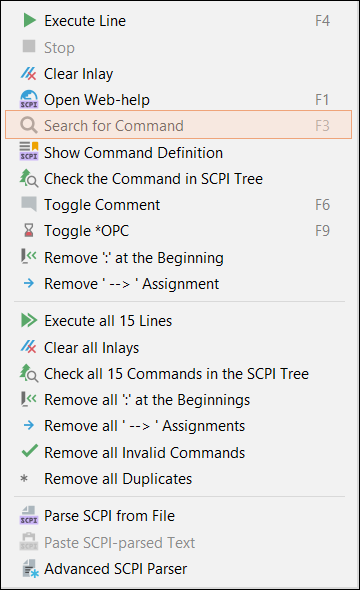 Execute Line F4
Stop
Clear Inlay
SCPI Open Web-help F1
Search for Command F3
SCPI Show Command Definition
Check the Command in SCPI Tree
Toggle Comment F6
Toggle *OPC F9
Remove ':' at the Beginning
Remove ' --> ' Assignment
Execute all 15 Lines
Clear all Inlays
Check all 15 Commands in the SCPI Tree
Remove all ':' at the Beginnings
Remove all ' --> ' Assignments
Remove all Invalid Commands
* Remove all Duplicates
SCPI Parse SCPI from File
SCPI Paste SCPI-parsed Text
Advanced SCPI Parser